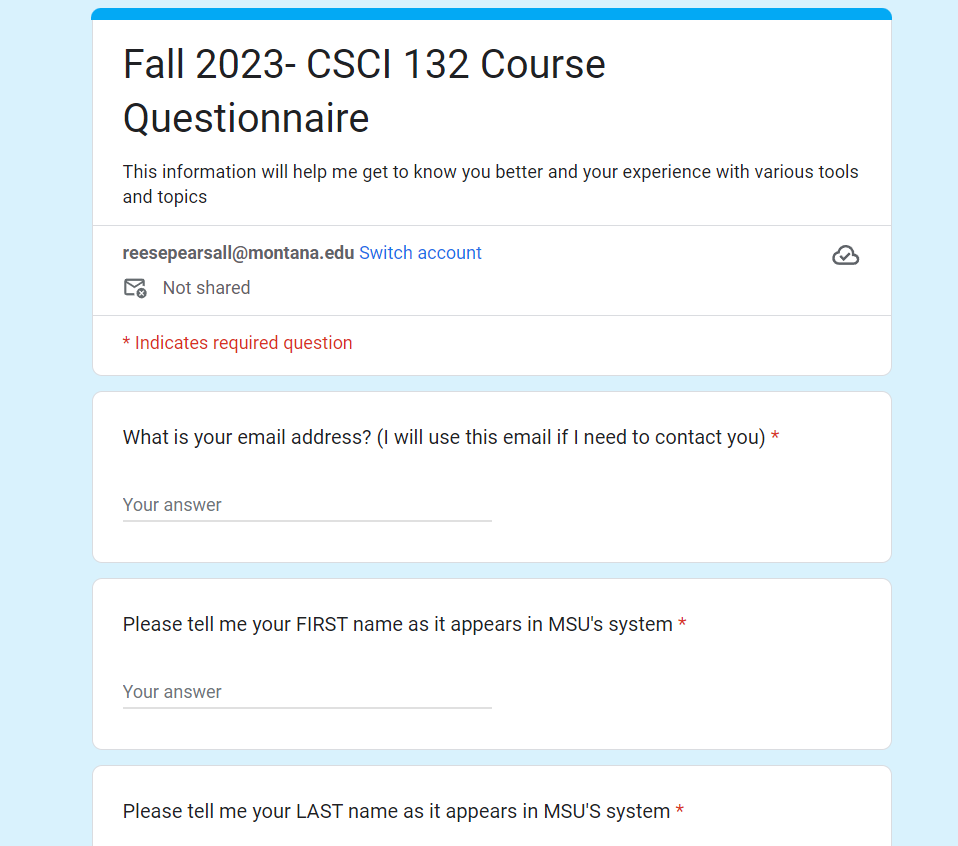 Fall 2023- CSCI 132 Course
Questionnaire
This information will help me get to know you better and your experience with various tools
and topics
reesepearsall@montana.edu Switch account
Not shared
* Indicates required question
What is your email address? (I will use this email if I need to contact you) *
Your answer
Please tell me your FIRST name as it appears in MSU's system *
Your answer
Please tell me your LAST name as it appears in MSU'S system *